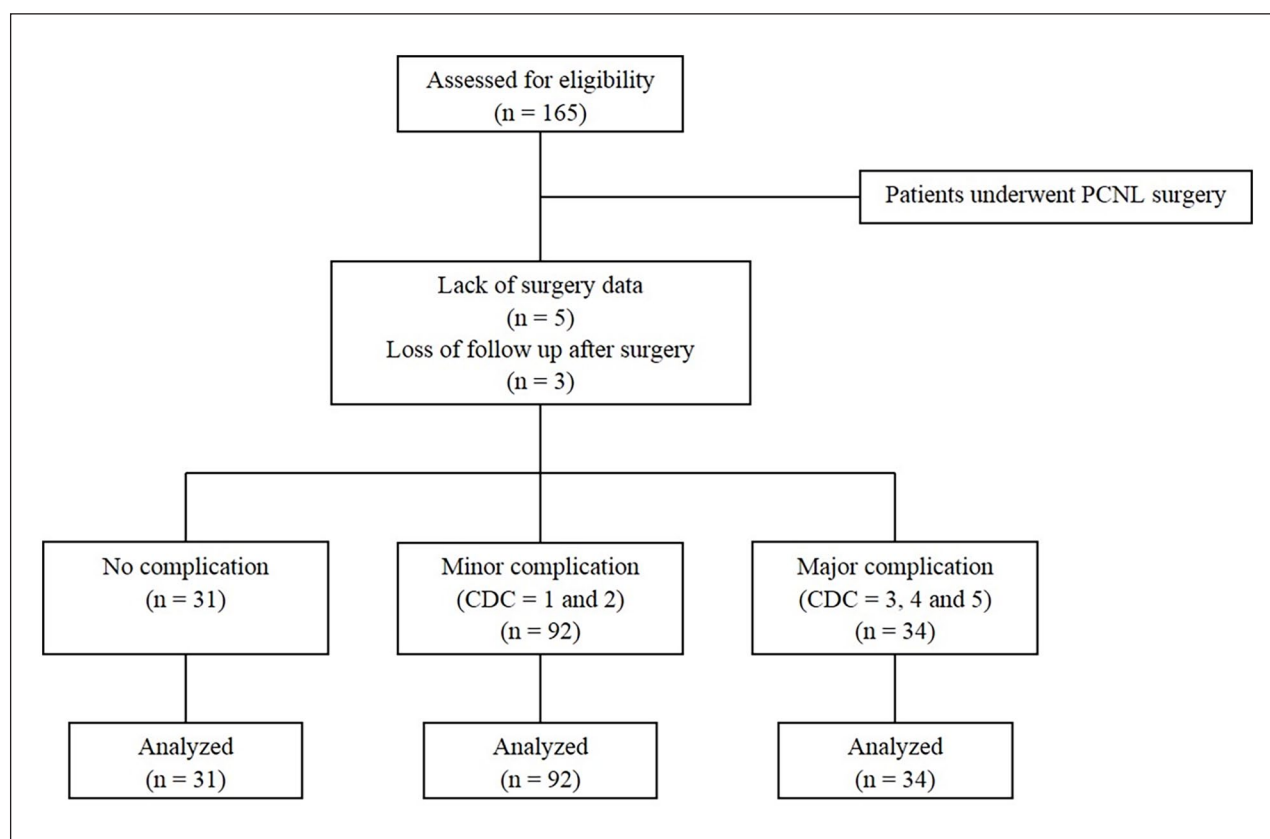 Assessed for eligibility
(n = 165)
Patients underwent PCNL surgery
Lack of surgery data
(n = 5)
Loss of follow up after surgery
(n = 3)
No complication
(n = 31)
Minor complication
(CDC = 1 and 2)
(n = 92)
Major complication
(CDC = 3, 4 and 5)
(n = 34)
Analyzed
(n = 31)
Analyzed
(n = 92)
Analyzed
(n = 34)